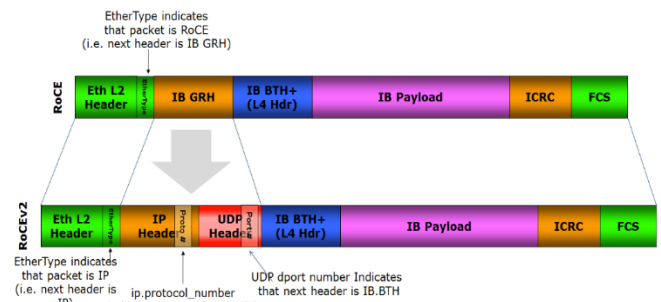 EtherType indicates
that packet is RoCE
(i.e. next header is IB GRH)
RoCE
Eth L2
Header
EtherType
IB GRH
IB BTH+
(L4 Hdr)
IB Payload
ICRC
FCS
RoCEv2
Eth L2
Header
EtherType
IP
Header
Proto #
UDP
Header
Port #
IB BTH+
(L4 Hdr)
IB Payload
ICRC
FCS
EtherType indicates
that packet is IP
(i.e. next header is
IP)
ip.protocol_number
UDP dport number Indicates
that next header is IB.BTH